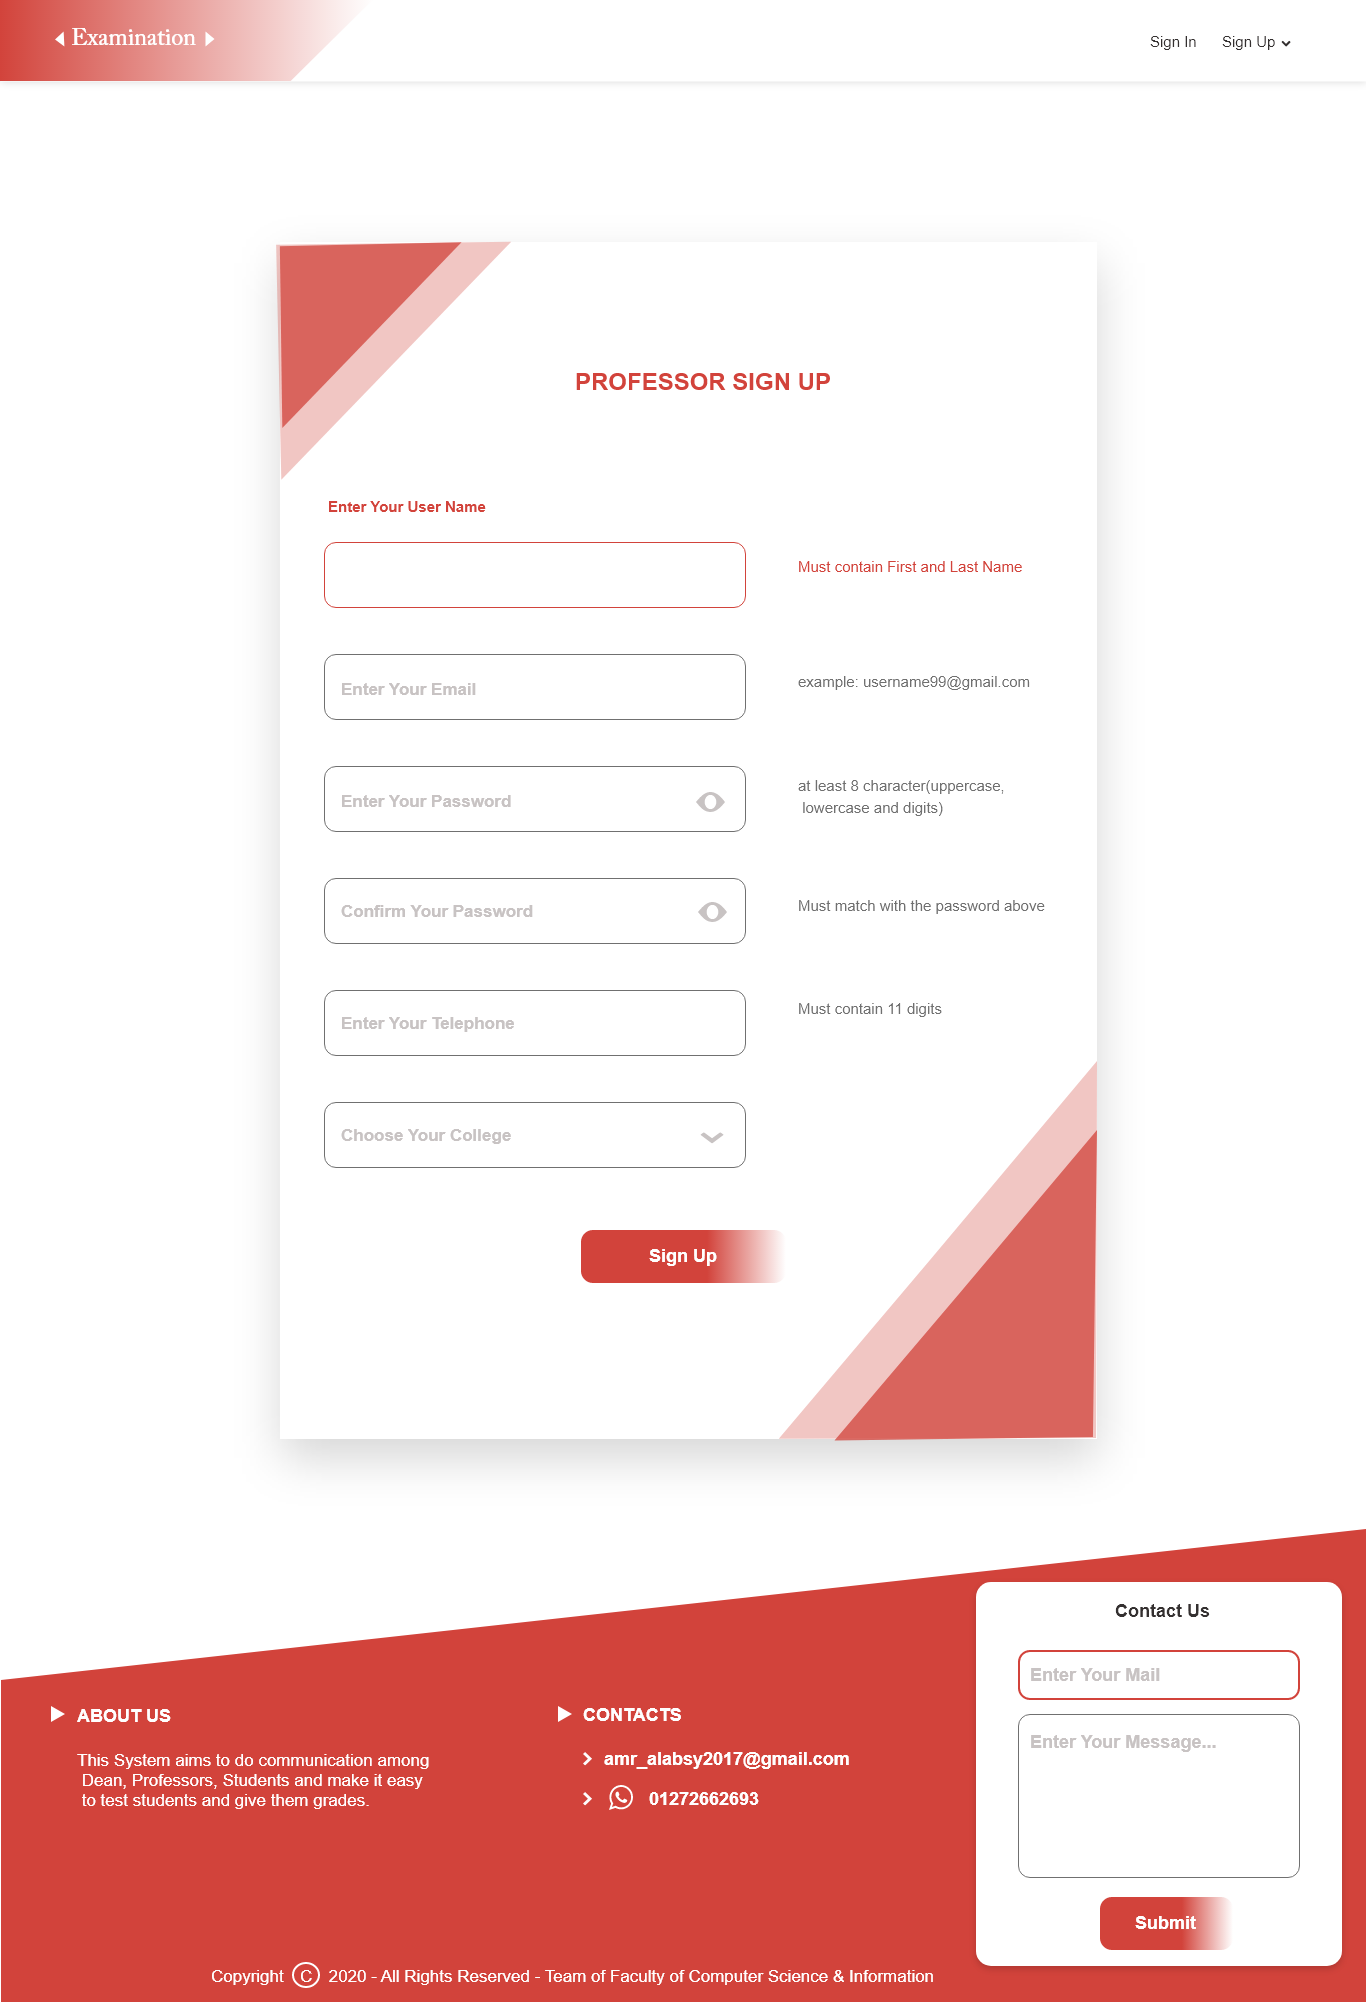 Examination
Sign In
Sign Up
PROFESSOR SIGN UP
Enter Your User Name
Must contain First and Last Name
Enter Your Email
example: username99@gmail.com
Enter Your Password
at least 8 character(uppercase,
lowercase and digits)
Confirm Your Password
Must match with the password above
Enter Your Telephone
Must contain 11 digits
Choose Your College
Sign Up
ABOUT US
This System aims to do communication among
Dean, Professors, Students and make it easy
to test students and give them grades.
CONTACTS
amr_alabsy2017@gmail.com
01272662693
Contact Us
Enter Your Mail
Enter Your Message...
Submit
Copyright © 2020 - All Rights Reserved - Team of Faculty of Computer Science & Information